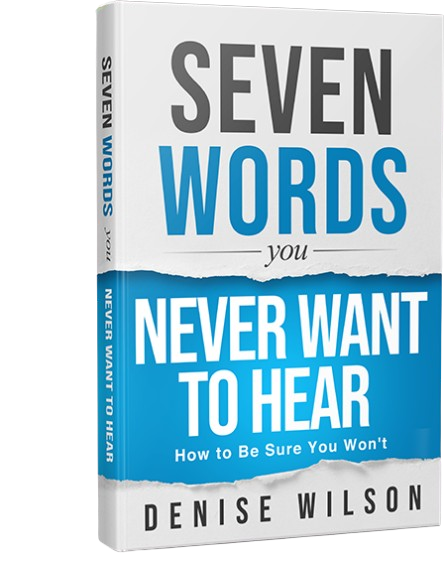 SEVEN WORDS you NEVER WANT TO HEAR
SEVEN
WORDS
you
NEVER WANT
TO HEAR
How to Be Sure You Won't
DENISE WILSON